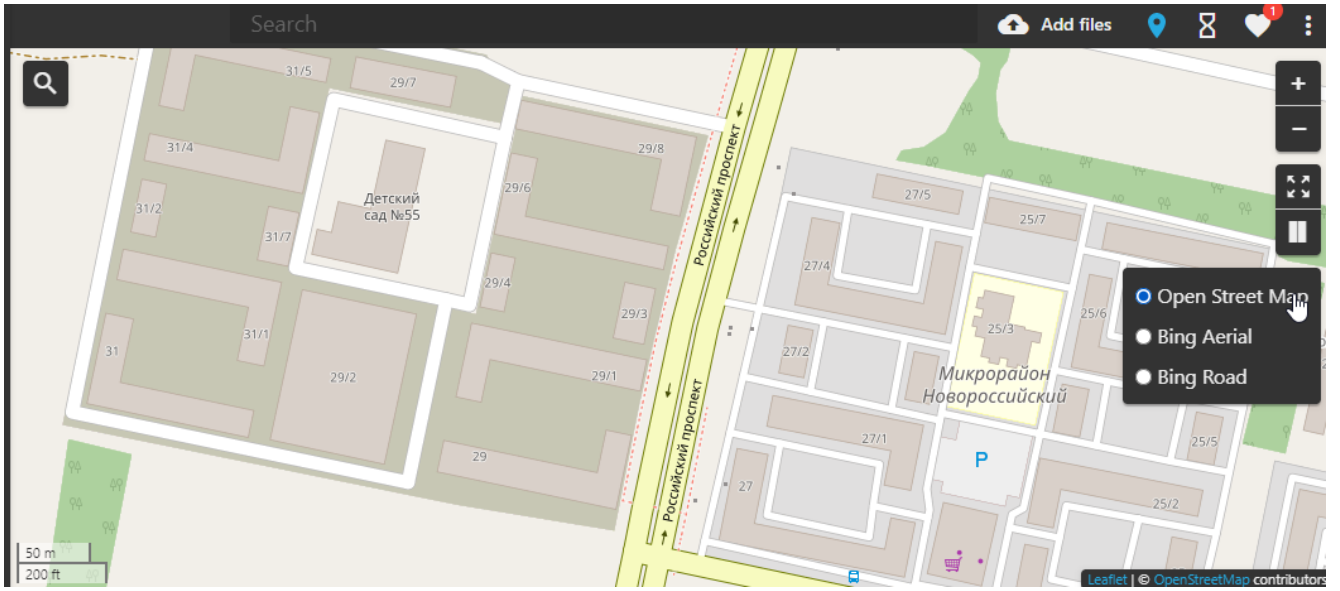 Search
Add files
1
31/5
29/7
31/4
29/8
Детский
сад №55
29/6
31/2
31/7
29/4
29/3
31/1
31
29/2
29/1
29
Российский проспект
Российский проспект
27/5
25/7
27/4
25/3
25/6
27/2
Микрорайон
Новороссийский
27/1
25/5
P
27
25/2
+
−
Open Street Map
Bing Aerial
Bing Road
50 m
200 ft
Leaflet | © OpenStreetMap contributors